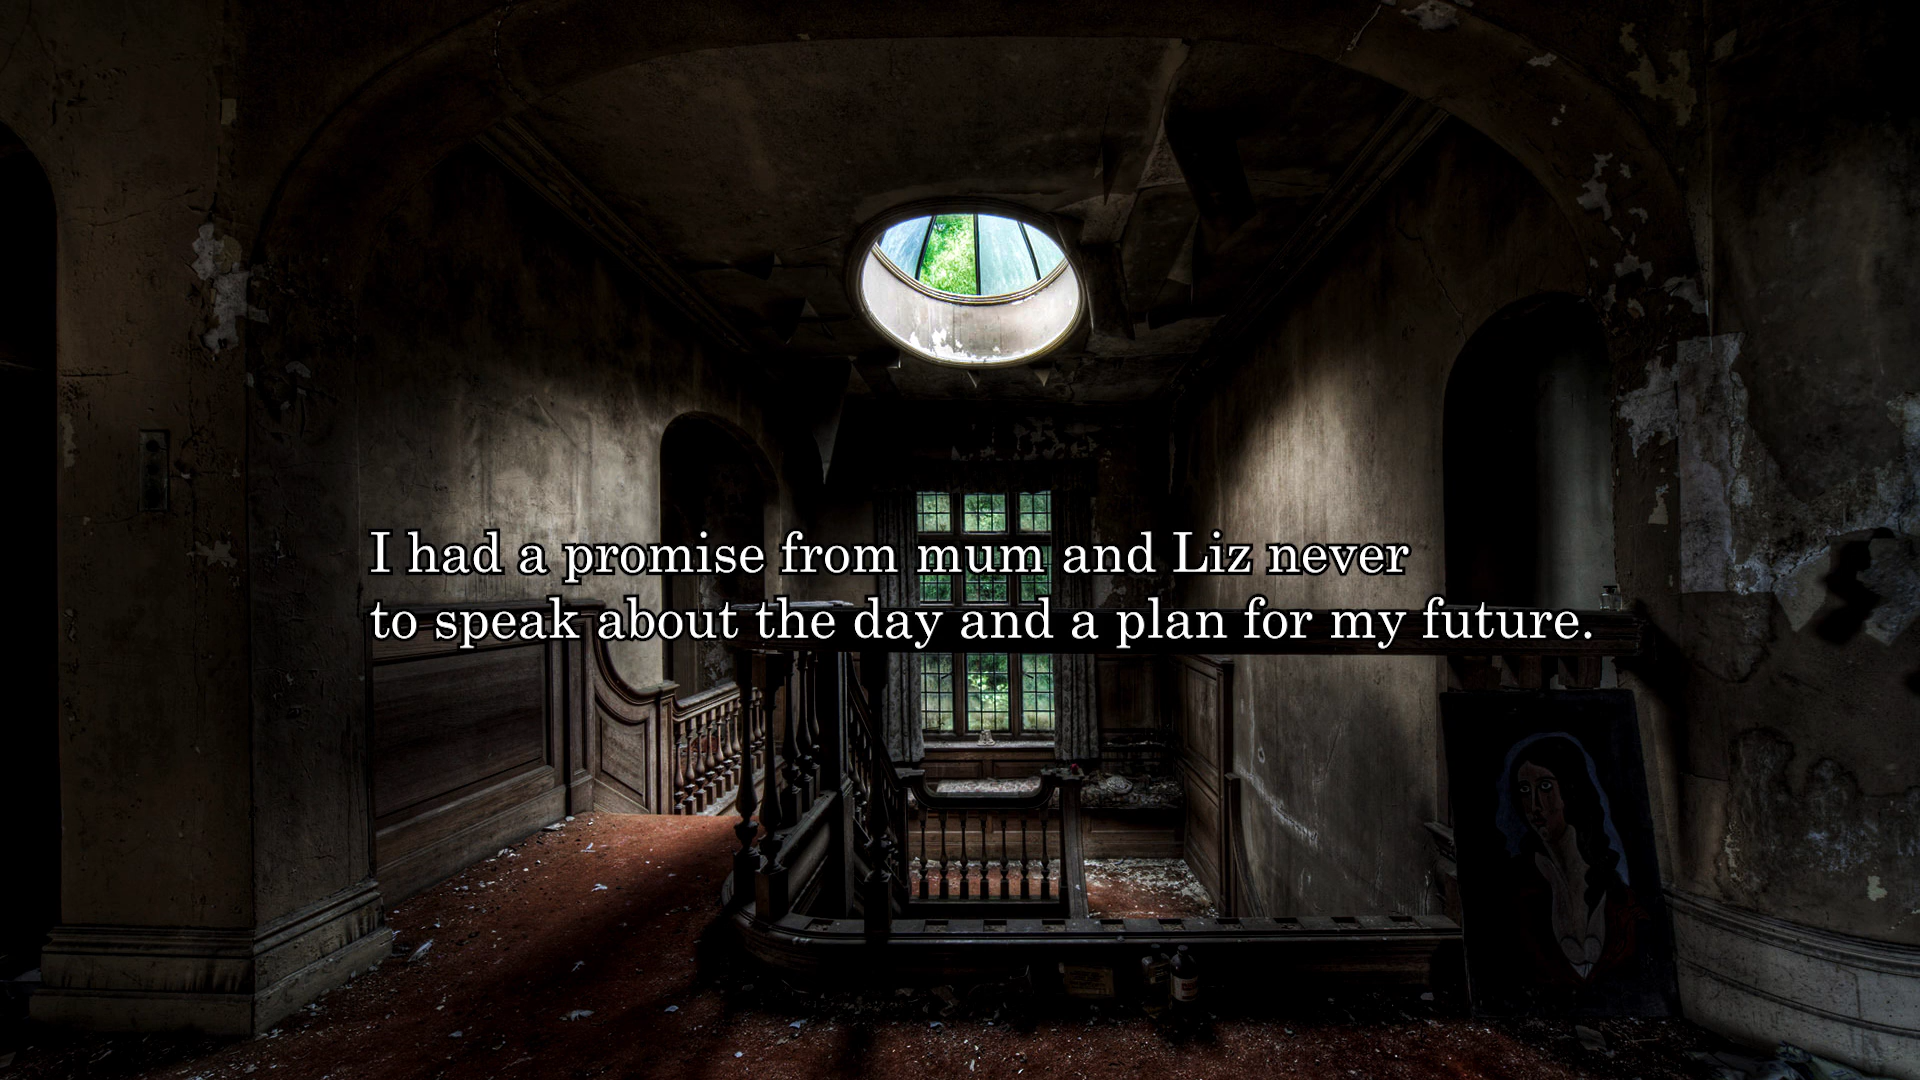 I had a promise from mum and Liz never
to speak about the day and a plan for my future.